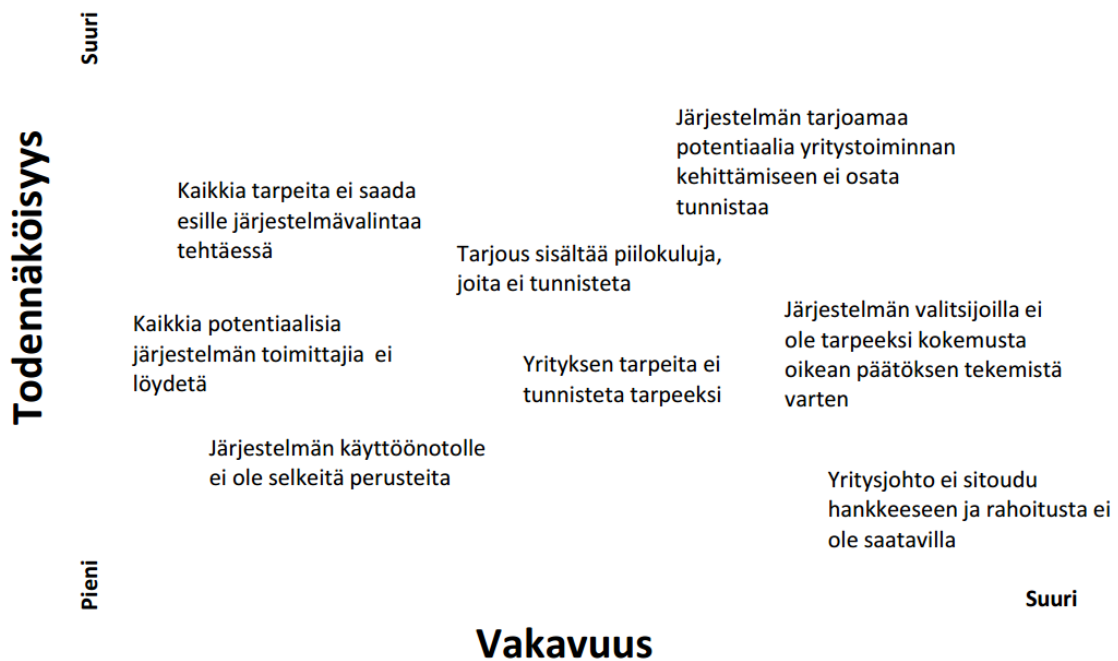 Suuri
Todennäköisyys
Pieni
Järjestelmän tarjoamaa
potentiaalia yritystoiminnan
kehittämiseen ei osata
tunnistaa
Kaikkia tarpeita ei saada
esille järjestelmävalintaa
tehtäessä
Tarjous sisältää piilokuluja,
joita ei tunnisteta
Kaikkia potentiaalisia
järjestelmän toimittajia ei
löydetä
Yrityksen tarpeita ei
tunnisteta tarpeeksi
Järjestelmän valitsijoilla ei
ole tarpeeksi kokemusta
oikean päätöksen tekemistä
varten
Järjestelmän käyttöönotolle
ei ole selkeitä perusteita
Yritysjohto ei sitoudu
hankkeeseen ja rahoitusta ei
ole saatavilla
Suuri
Vakavuus